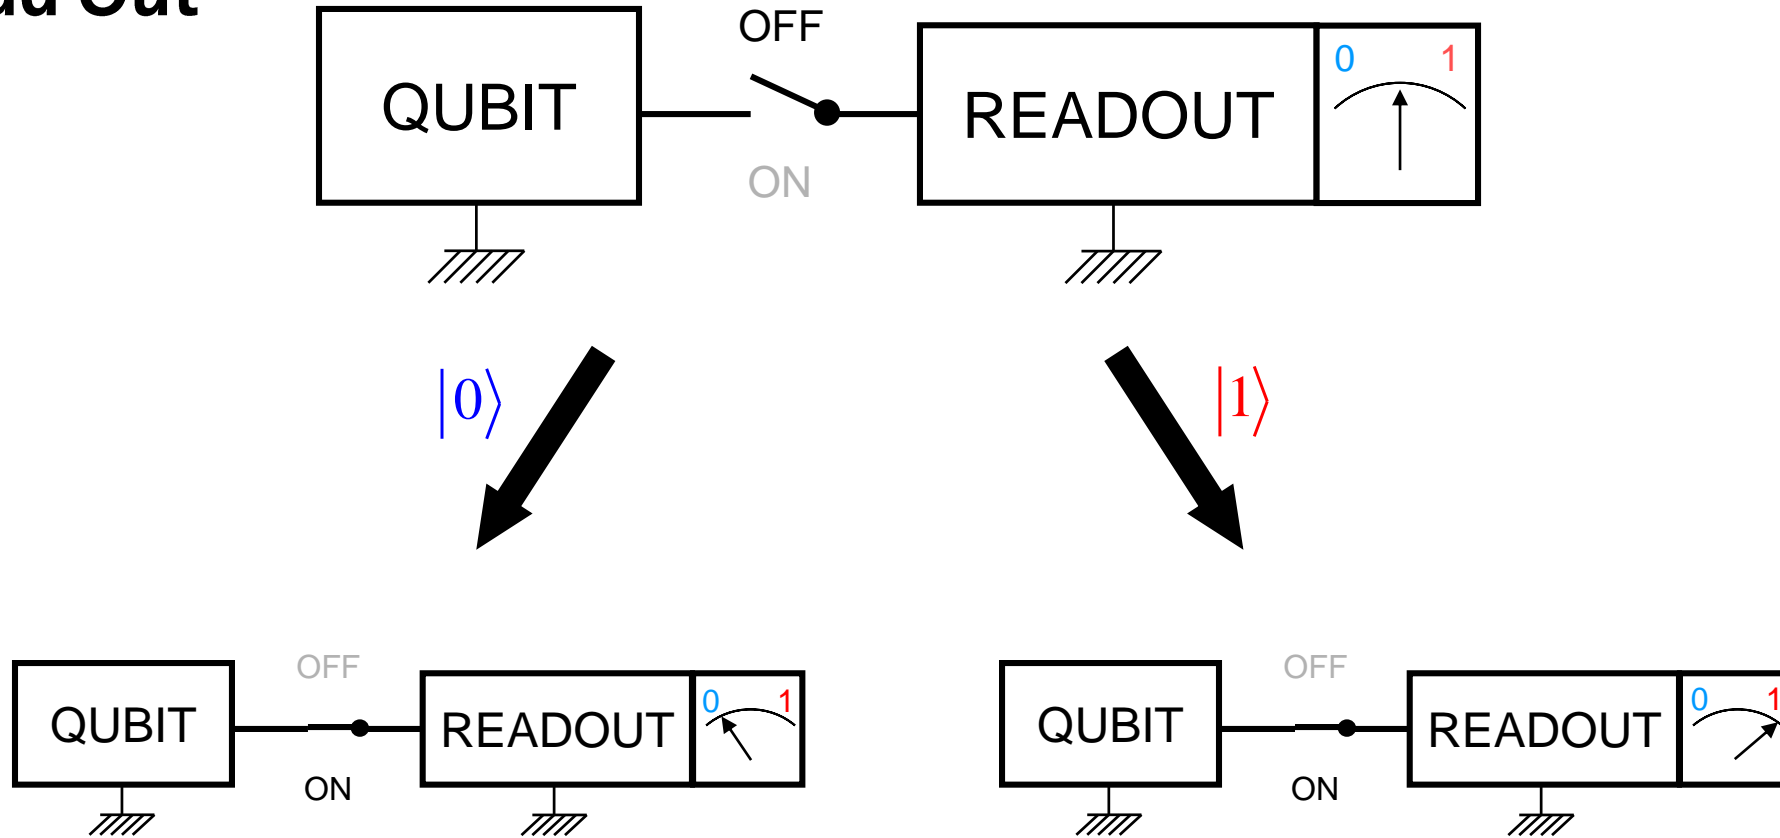 Out
OFF
QUBIT
READOUT
0 1
ON
|0⟩
|1⟩
OFF
QUBIT
READOUT
0 1
ON
OFF
QUBIT
READOUT
0 1
ON